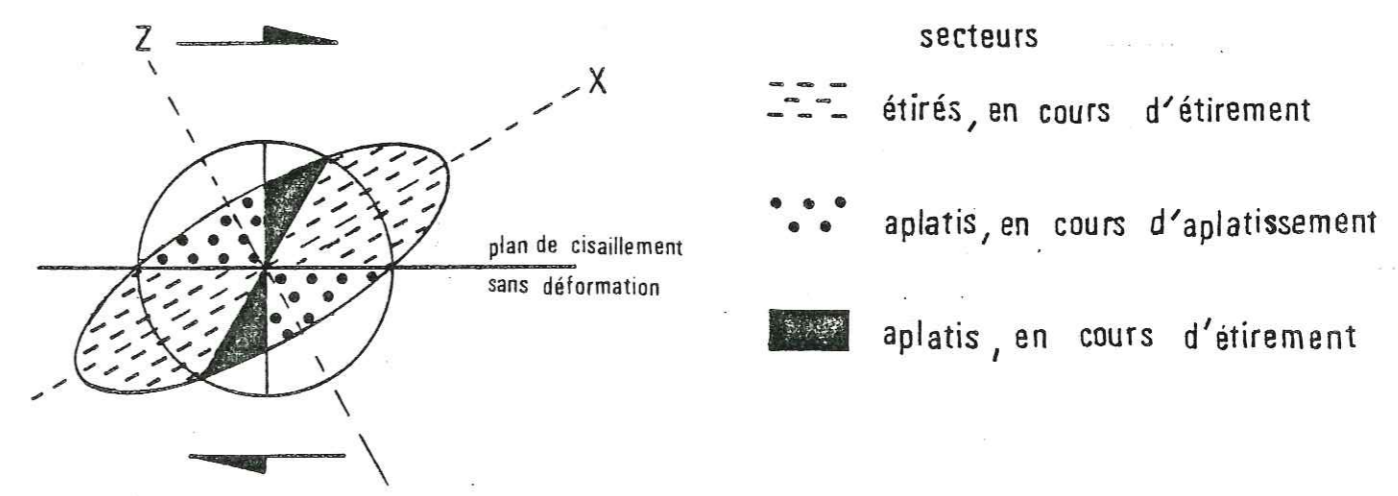 Z
X
plan de cisaillement
sans déformation
secteurs
étirés, en cours d'étirement
aplatis, en cours d'aplatissement
aplatis, en cours d'étirement